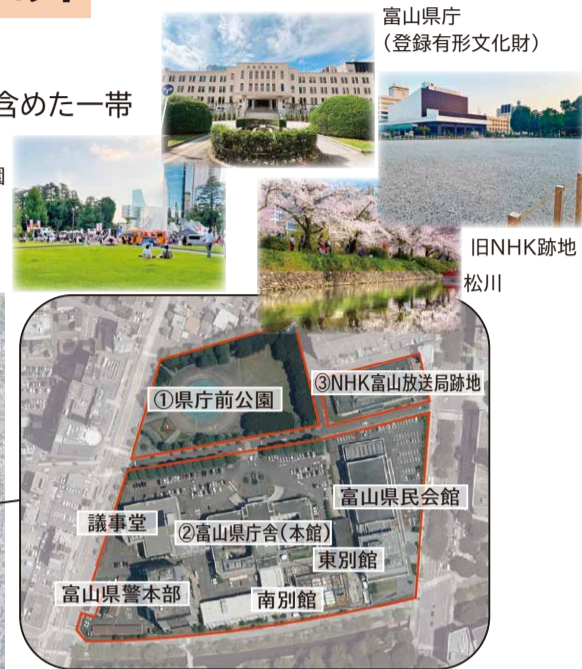 富山県庁
（登録有形文化財）
含めた一帯
園
旧NHK跡地
松川
①県庁前公園
③NHK富山放送局跡地
富山県民会館
議事堂
②富山県庁舎（本館）
東別館
富山県警本部
南別館